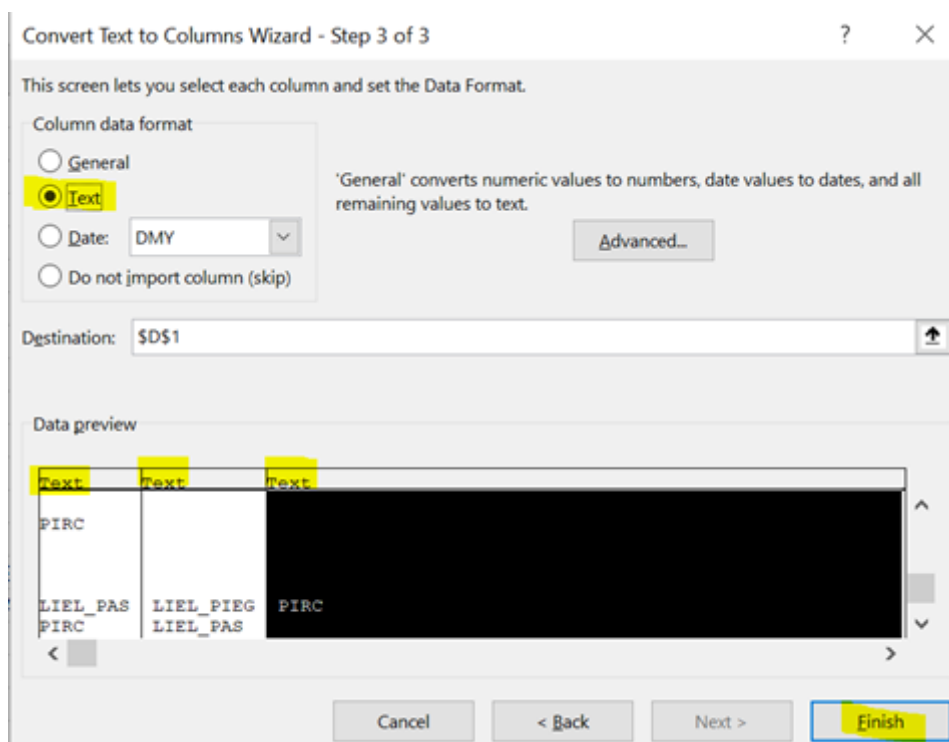 Convert Text to Columns Wizard - Step 3 of 3 ?
This screen lets you select each column and set the Data Format.
Column data format
General
Text
Date: DMY
Do not import column (skip)
'General' converts numeric values to numbers, date values to dates, and all
remaining values to text.
Advanced...
Destination: $D$1
Data preview
Text Text Text
PIRC
LIEL_PAS LIEL_PIEG PIRC
PIRC LIEL_PAS
Cancel < Back Next > Finish